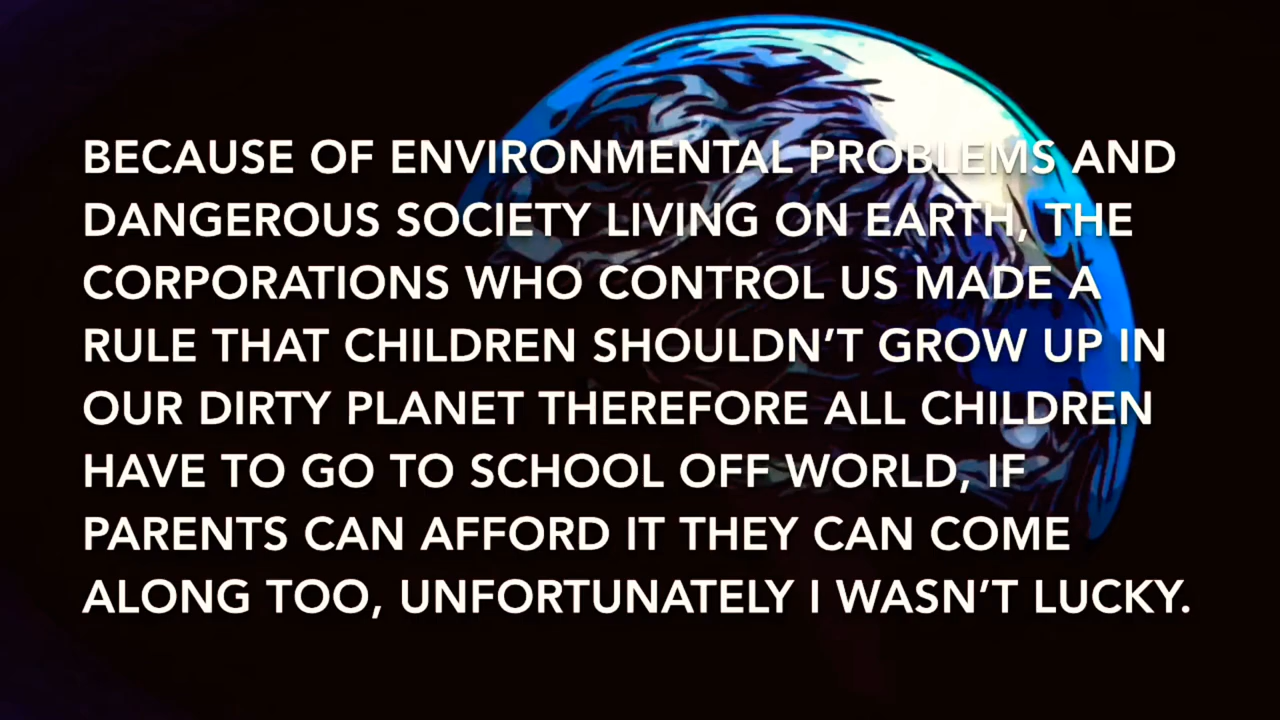 BECAUSE OF ENVIRONMENTAL PROBLEMS AND
DANGEROUS SOCIETY LIVING ON EARTH, THE
CORPORATIONS WHO CONTROL US MADE A
RULE THAT CHILDREN SHOULDN’T GROW UP IN
OUR DIRTY PLANET THEREFORE ALL CHILDREN
HAVE TO GO TO SCHOOL OFF WORLD, IF
PARENTS CAN AFFORD IT THEY CAN COME
ALONG TOO, UNFORTUNATELY I WASN’T LUCKY.